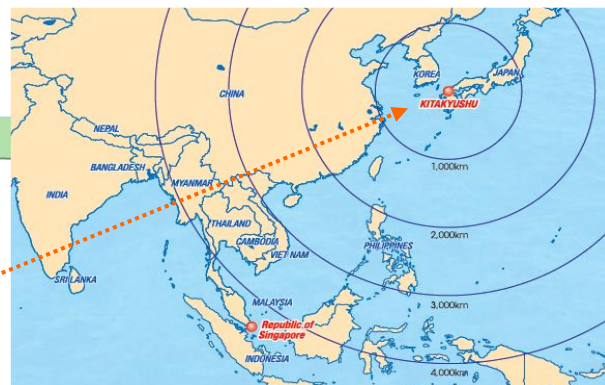 KOREA
JAPAN
KITAKYUSHU
CHINA
NEPAL
BANGLADESH
MYANMAR
INDIA
1,000km
THAILAND
CAMBODIA
VIET NAM
PHILIPPINES
2,000km
SRI LANKA
MALAYSIA
3,000km
Republic of
Singapore
INDONESIA
4,000km